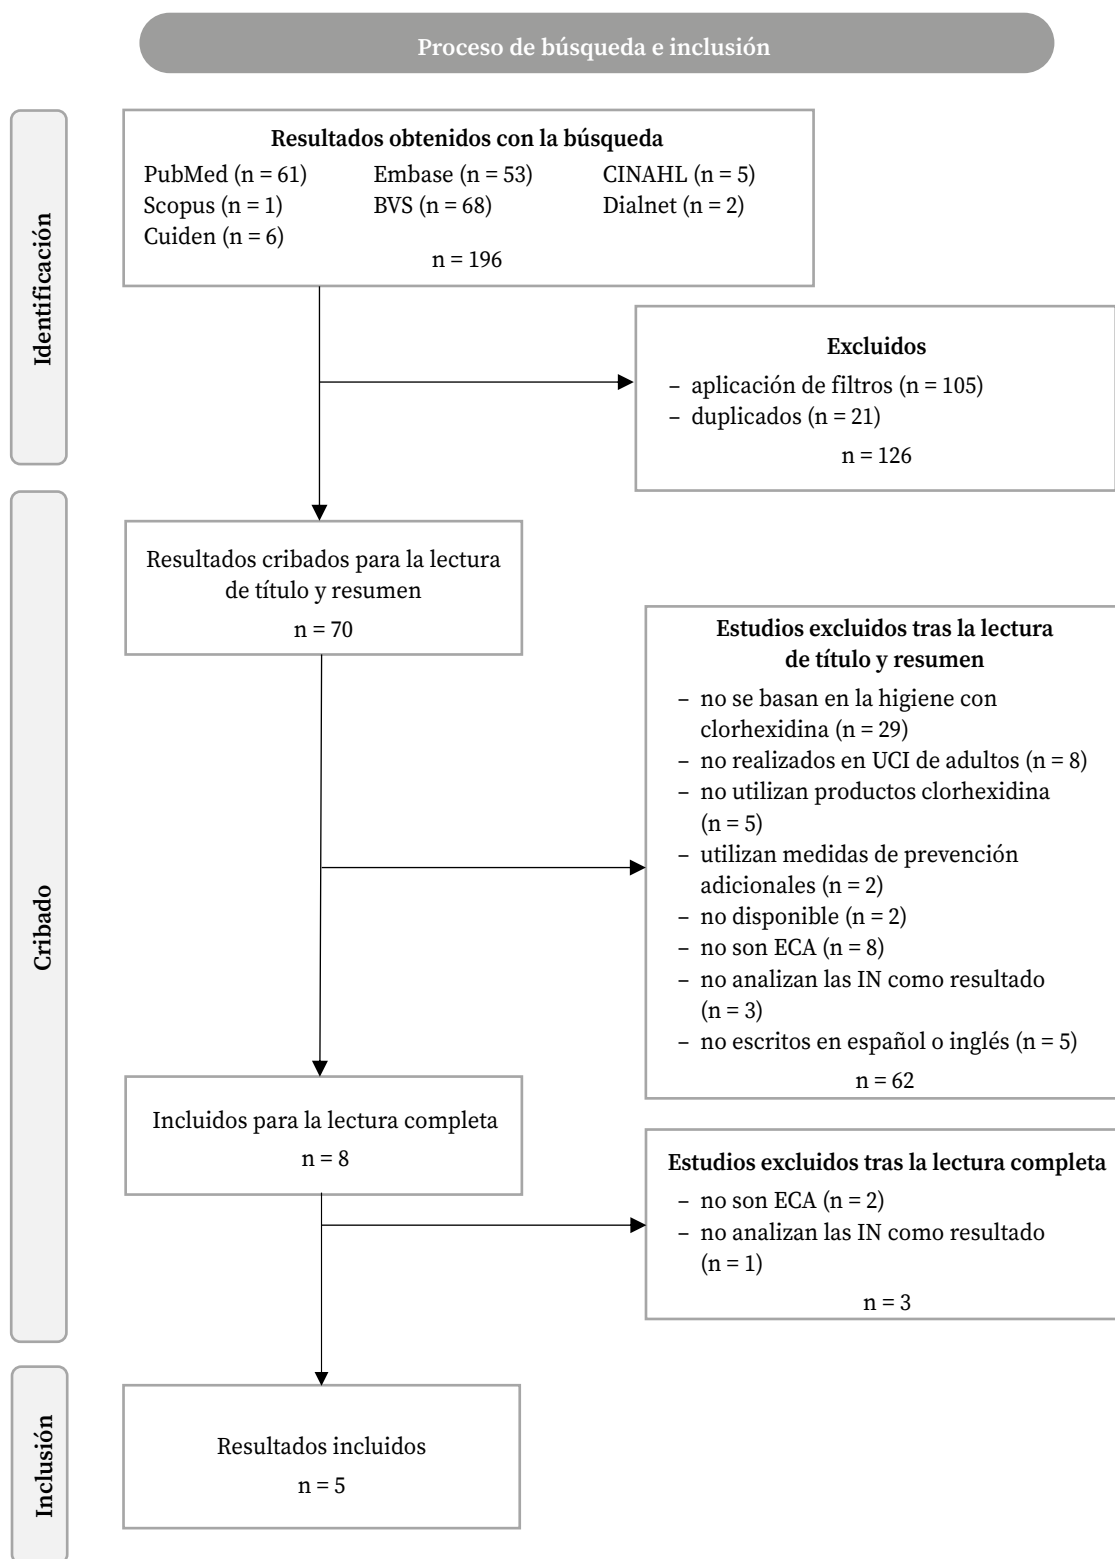 Proceso de búsqueda e inclusión
Identificación
Resultados obtenidos con la búsqueda
PubMed (n = 61) Embase (n = 53) CINAHL (n = 5)
Scopus (n = 1) BVS (n = 68) Dialnet (n = 2)
Cuiden (n = 6)
n = 196
Excluidos
– aplicación de filtros (n = 105)
– duplicados (n = 21)
n = 126
Cribado
Resultados cribados para la lectura
de título y resumen
n = 70
Estudios excluidos tras la lectura
de título y resumen
– no se basan en la higiene con
clorhexidina (n = 29)
– no realizados en UCI de adultos (n = 8)
– no utilizan productos clorhexidina
(n = 5)
– utilizan medidas de prevención
adicionales (n = 2)
– no disponible (n = 2)
– no son ECA (n = 8)
– no analizan las IN como resultado
(n = 3)
– no escritos en español o inglés (n = 5)
n = 62
Incluidos para la lectura completa
n = 8
Estudios excluidos tras la lectura completa
– no son ECA (n = 2)
– no analizan las IN como resultado
(n = 1)
n = 3
Inclusión
Resultados incluidos
n = 5